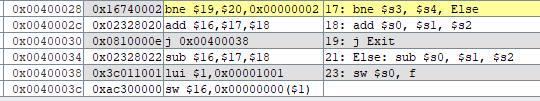 0x00400028 0x16740002 bne $19,$20,0x00000002 17: bne $s3, $s4, Else
0x0040002c 0x02328020 add $16,$17,$18 18: add $s0, $s1, $s2
0x00400030 0x0810000e j 0x00400038 19: j Exit
0x00400034 0x02328022 sub $16,$17,$18 21: Else: sub $s0, $s1, $s2
0x00400038 0x3c011001 lui $1,0x00001001 23: sw $s0, f
0x0040003c 0xac300000 sw $16,0x00000000($1)